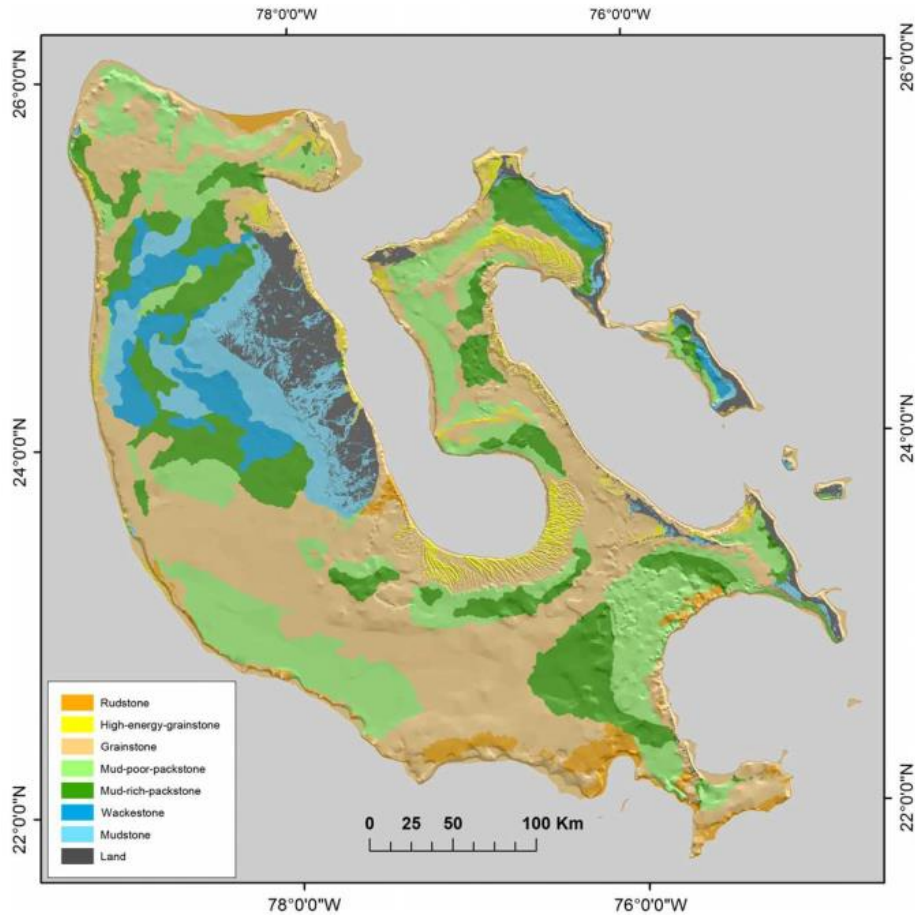 78°0'0"W 76°0'0"W
26°0'0"N 26°0'0"N
24°0'0"N 24°0'0"N
22°0'0"N 22°0'0"N
Rudstone
High-energy-grainstone
Grainstone
Mud-poor-packstone
Mud-rich-packstone
Wackestone
Mudstone
Land
0 25 50 100 Km
78°0'0"W 76°0'0"W